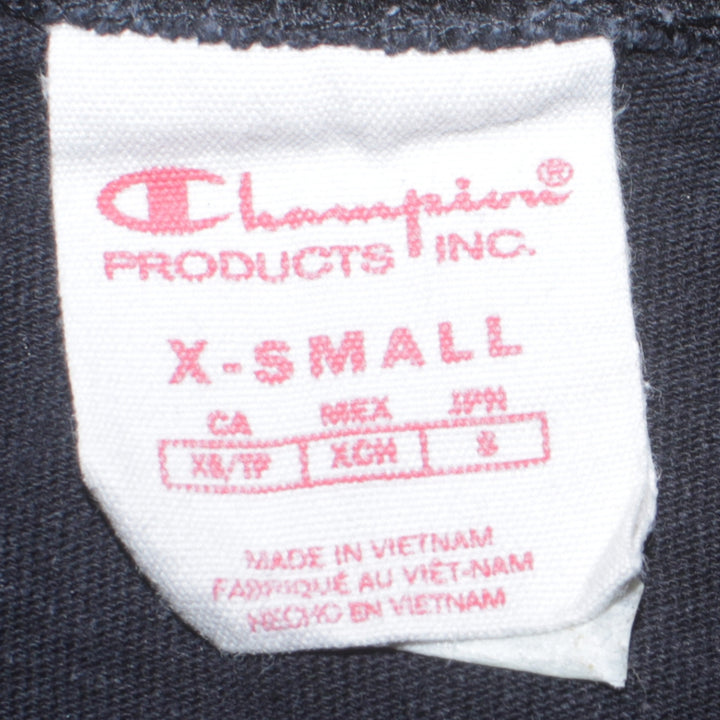 Champion®
PRODUCTS INC.
X-SMALL
CA MEX JPN
XS/TP XCH S
MADE IN VIETNAM
FABRIQUÉ AU VIÊT-NAM
HECHO EN VIETNAM